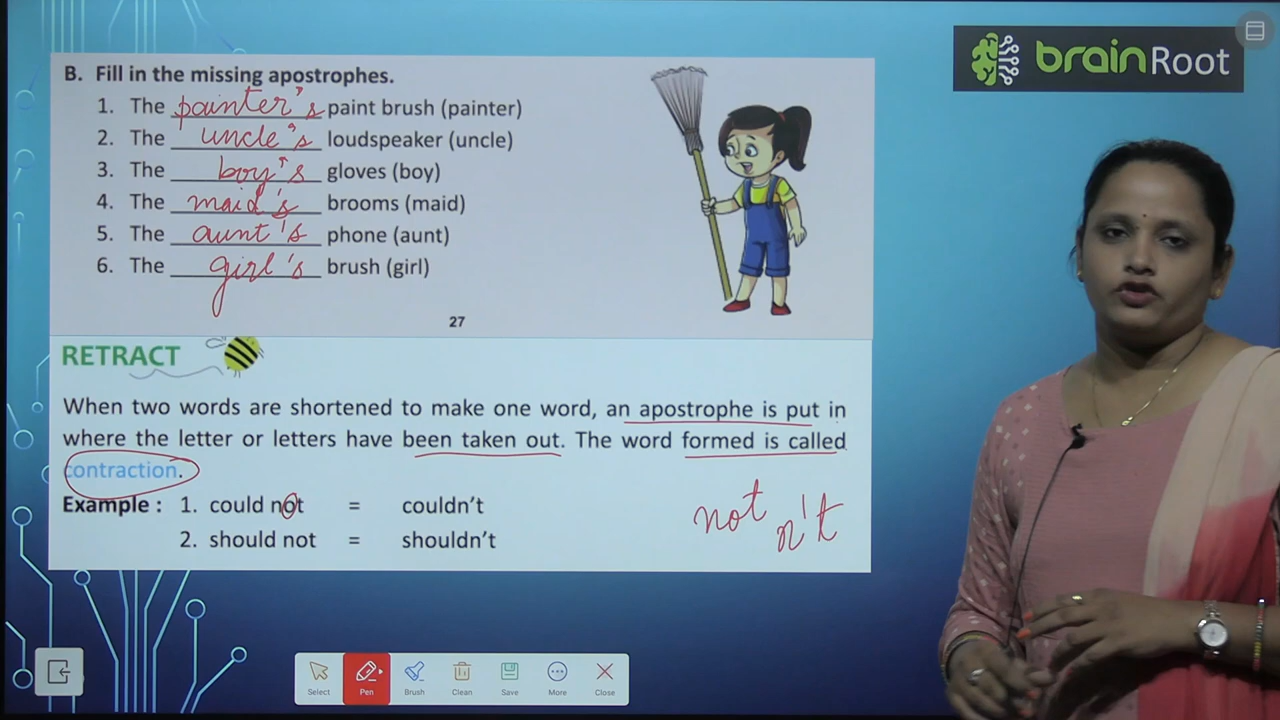 brainRoot
B. Fill in the missing apostrophes.
1. The painter's paint brush (painter)
2. The uncle's loudspeaker (uncle)
3. The boy's gloves (boy)
4. The maid's brooms (maid)
5. The aunt's phone (aunt)
6. The girl's brush (girl)
27
RETRACT
When two words are shortened to make one word, an apostrophe is put in
where the letter or letters have been taken out. The word formed is called
contraction.
Example : 1. could not = couldn't
2. should not = shouldn't
not
n't
Select Pen Brush Clean Save More Close